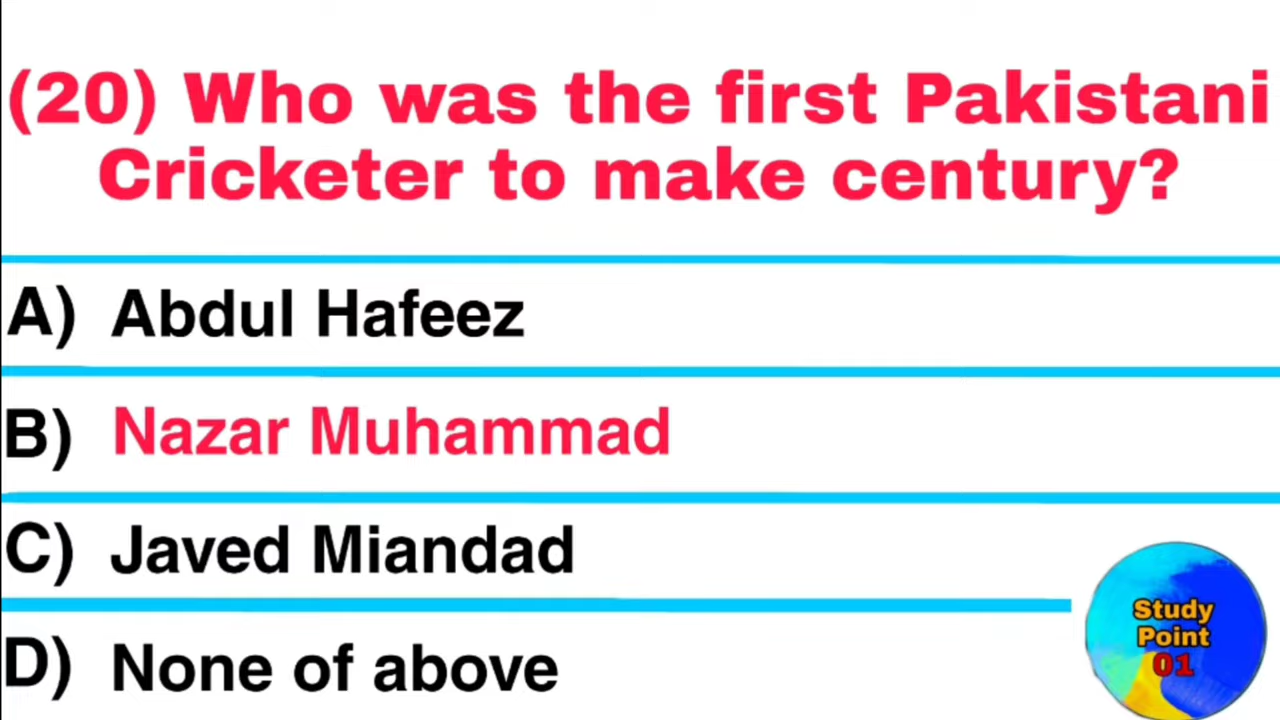 (20) Who was the first Pakistani
Cricketer to make century?
A) Abdul Hafeez
B) Nazar Muhammad
C) Javed Miandad
D) None of above
Study
Point
01